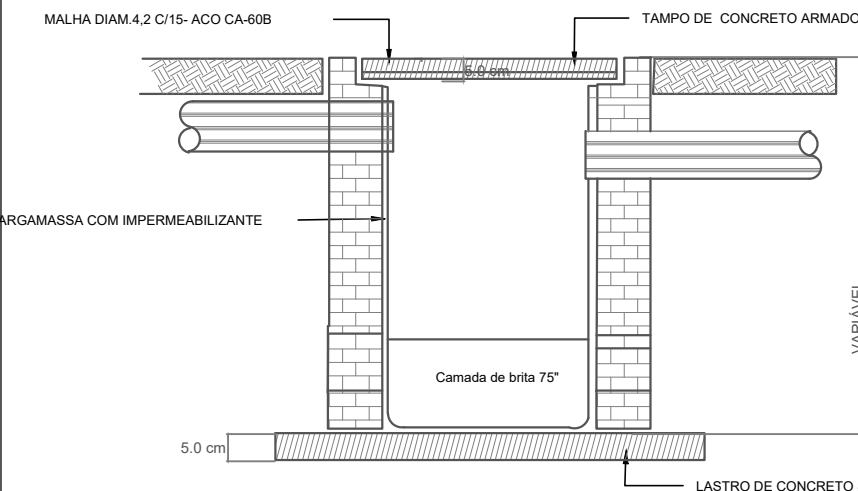 MALHA DIAM.4,2 C/15- ACO CA-60B
TAMPO DE CONCRETO ARMADO
5.0 cm
ARGAMASSA COM IMPERMEABILIZANTE
VARIÁVEL
Camada de brita 75"
5.0 cm
LASTRO DE CONCRETO